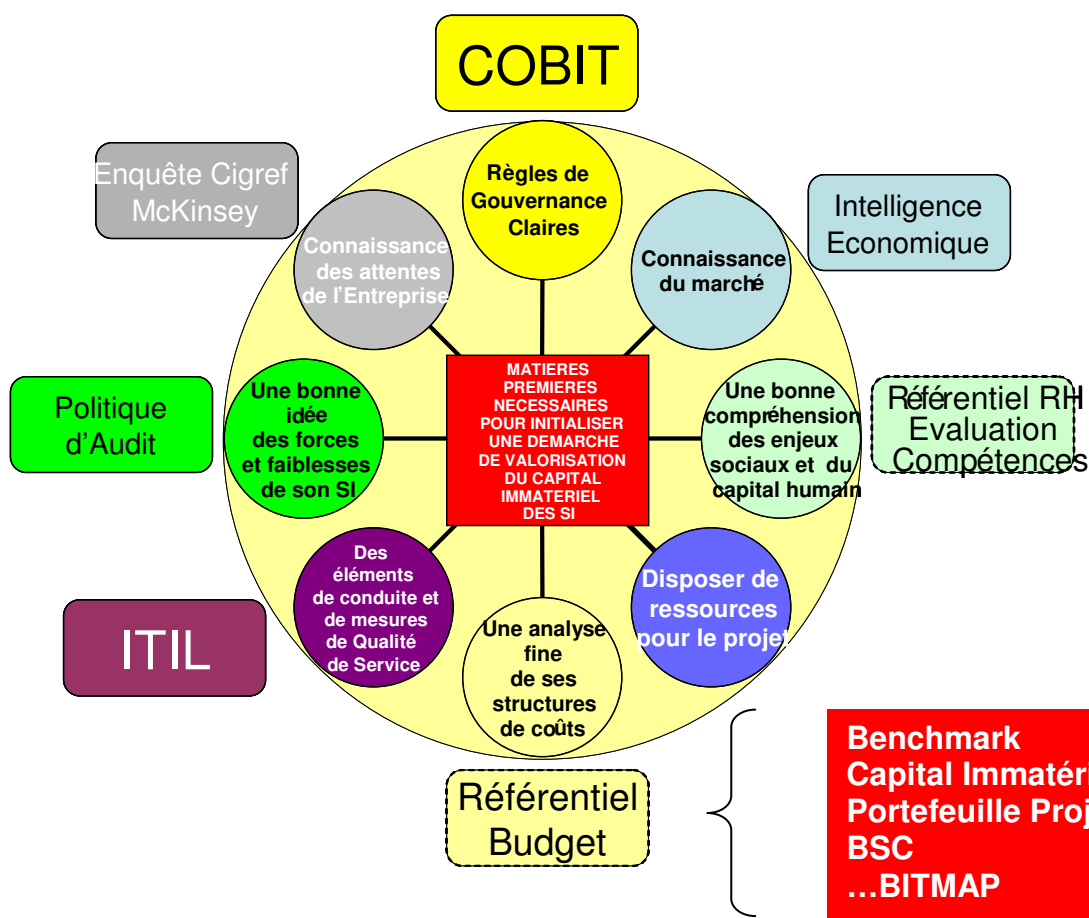 COBIT
Enquête Cigref
McKinsey
Règles de
Gouvernance
Claires
Intelligence
Economique
Connaissance
des attentes
de l'Entreprise
Connaissance
du marché
MATIERES
PREMIERES
NECESSAIRES
POUR INITIALISER
UNE DEMARCHE
DE VALORISATION
DU CAPITAL
IMMATERIEL
DES SI
Politique
d'Audit
Une bonne
idée
des forces
et faiblesses
de son SI
Une bonne
compréhension
des enjeux
sociaux et du
capital humain
Référentiel RH
Evaluation
Compétences
ITIL
Des
éléments
de conduite et
de mesures
de Qualité
de Service
Une analyse
fine
de ses
structures
de coûts
Disposer de
ressources
pour le projet
Référentiel
Budget
Benchmark
Capital
Portefeuille
BSC
...BITMAP